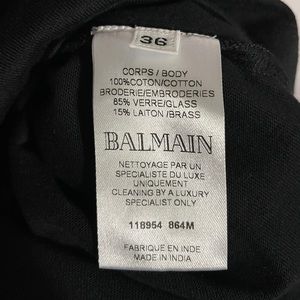 36
CORPS / BODY
100%COTON/COTTON
BRODERIE/EMBRODERIES
85% VERRE/GLASS
15% LAITON /BRASS
BALMAIN
NETTOYAGE PAR UN
SPECIALISTE DU LUXE
UNIQUEMENT
CLEANING BY A LUXURY
SPECIALIST ONLY
118954 864M
FABRIQUE EN INDE
MADE IN INDIA